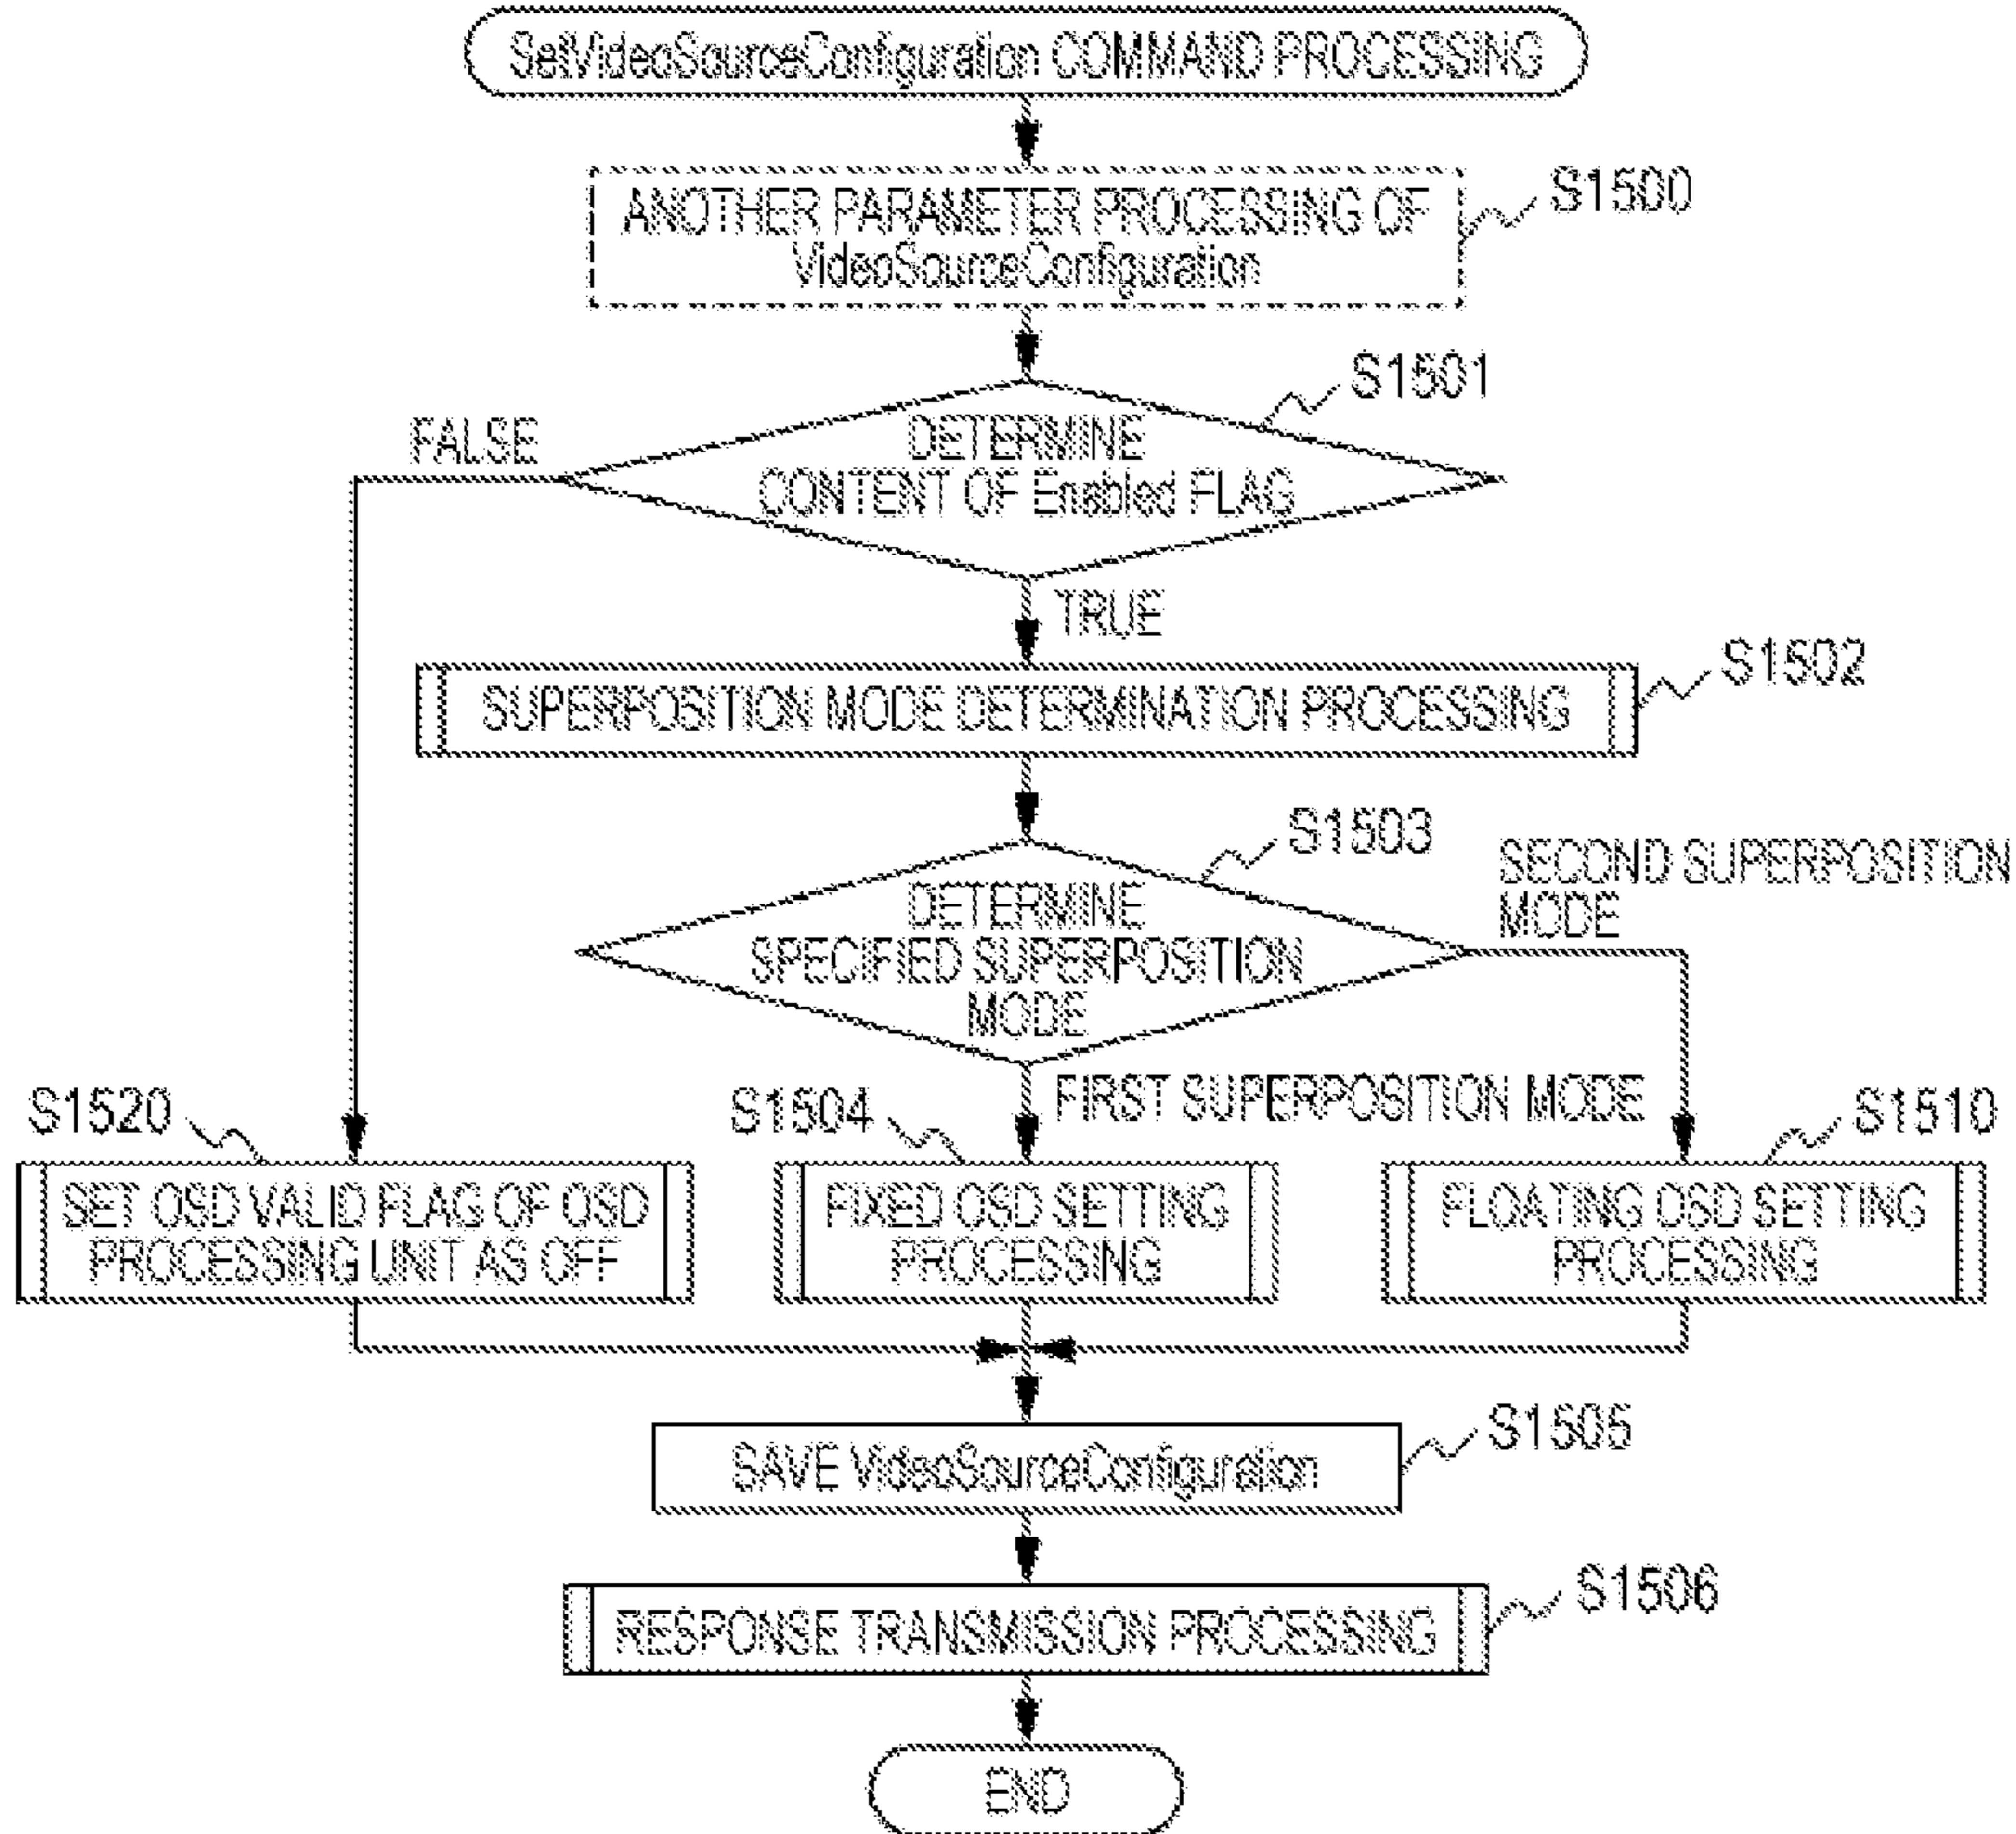 SetVideoSourceConfiguration COMMAND PROCESSING
ANOTHER PARAMETER PROCESSING OF
VideoSourceConfiguration
S1500
S1501
FALSE
DETERMINE
CONTENT OF Enabled FLAG
TRUE
S1502
SUPERPOSITION MODE DETERMINATION PROCESSING
S1503
SECOND SUPERPOSITION
MODE
DETERMINE
SPECIFIED SUPERPOSITION
MODE
S1520
S1504
FIRST SUPERPOSITION MODE
S1510
SET OSD VALID FLAG OF OSD
PROCESSING UNIT AS OFF
FIXED OSD SETTING
PROCESSING
FLOATING OSD SETTING
PROCESSING
S1505
SAVE VideoSourceConfiguration
S1506
RESPONSE TRANSMISSION PROCESSING
END